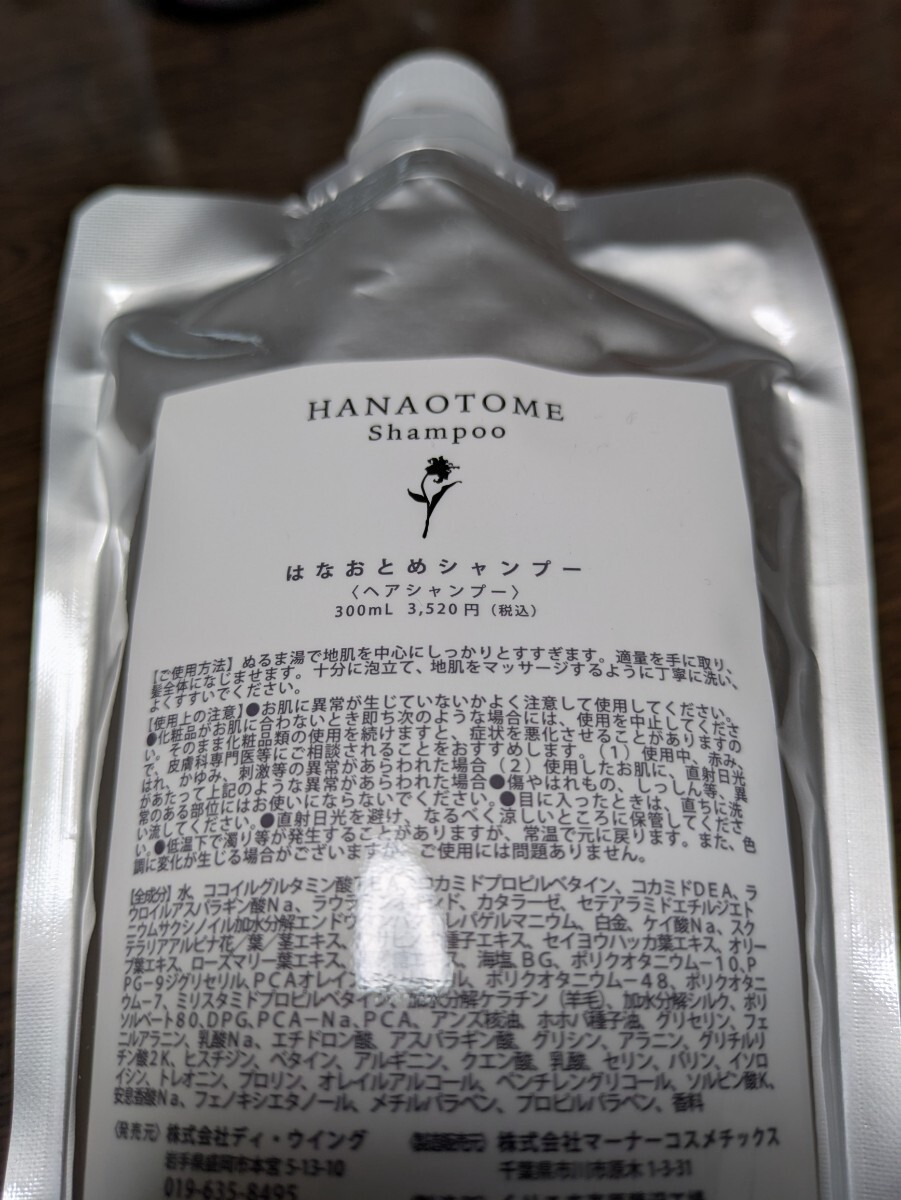 HANAOTOME
Shampoo
はなおとめシャンプー
〈ヘアシャンプー〉
300mL 3,520円（税込）
【ご使用方法】ぬるま湯で地肌を中心にしっかりとすすぎます。適量を手に取り、
髪全体になじませます。十分に泡立て、地肌をマッサージするように丁寧に洗い、
よくすすいでください。
【使用上の注意】●お肌に異常が生じていないかよく注意して使用してください。
●化粧品がお肌に合わないとき即ち次のような場合には、使用を中止してくださ
い。そのまま化粧品類の使用を続けますと、症状を悪化させることがありますの
で、皮膚科専門医等にご相談されることをおすすめします。（1）使用中、赤み、
はれ、かゆみ、刺激等の異常があらわれた場合（2）使用したお肌に、直射日光
があたって上記のような異常があらわれた場合●傷やはれもの、しっしん等、異
常のある部位にはお使いにならないでください。●目に入ったときは、直ちに洗
い流してください。●直射日光を避け、なるべく涼しいところに保管してくださ
い。●低温下で濁り等が発生することがありますが、常温で元に戻ります。また、色
調に変化が生じる場合がございますが、ご使用には問題ありません。
【全成分】水、ココイルグルタミン酸 コカミドプロピルベタイン、コカミドDEA、ラ
ウロイルアスパラギン酸Na、ラウラ ド、カタラーゼ、セテアラミドエチルジエト
ニウムサクシノイル加水分解エンドウ レパゲルマニウム、白金、ケイ酸Na、スク
テラリアアルピナ花／葉／茎エキス、 種子エキス、セイヨウハッカ葉エキス、オリー
ブ葉エキス、ローズマリー葉エキス、 海塩、BG、ポリクオタニウム-10、P
PG-9ジグリセリル、PCAオレイン ル、ポリクオタニウム-48、ポリクオタニ
ウム-7、ミリスタミドプロピルベタイン、加水分解ケラチン（羊毛）、加水分解シルク、ポリ
ソルベート80、DPG、PCA-Na、PCA、アンズ核油、ホホバ種子油、グリセリン、フェ
ニルアラニン、乳酸Na、エチドロン酸、アスパラギン酸、グリシン、アラニン、グリチルリ
チン酸2K、ヒスチジン、ベタイン、アルギニン、クエン酸、乳酸、セリン、バリン、イソロ
イシン、トレオニン、プロリン、オレイルアルコール、ペンチレングリコール、ソルビン酸K、
安息香酸Na、フェノキシエタノール、メチルパラベン、プロピルパラベン、香料
〈発売元〉株式会社ディ・ウイング 〈製造販売元〉株式会社マーナーコスメチックス
岩手県盛岡市本宮5-13-10 千葉県市川市原木1-3-31
019-635-8495